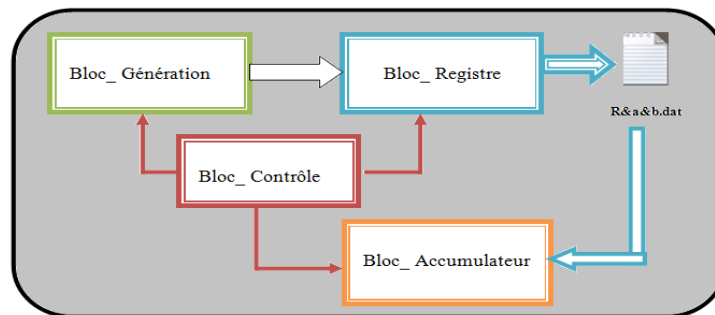 Bloc_ Génération
Bloc_ Registre
R&a&b.dat
Bloc_ Contrôle
Bloc_ Accumulateur